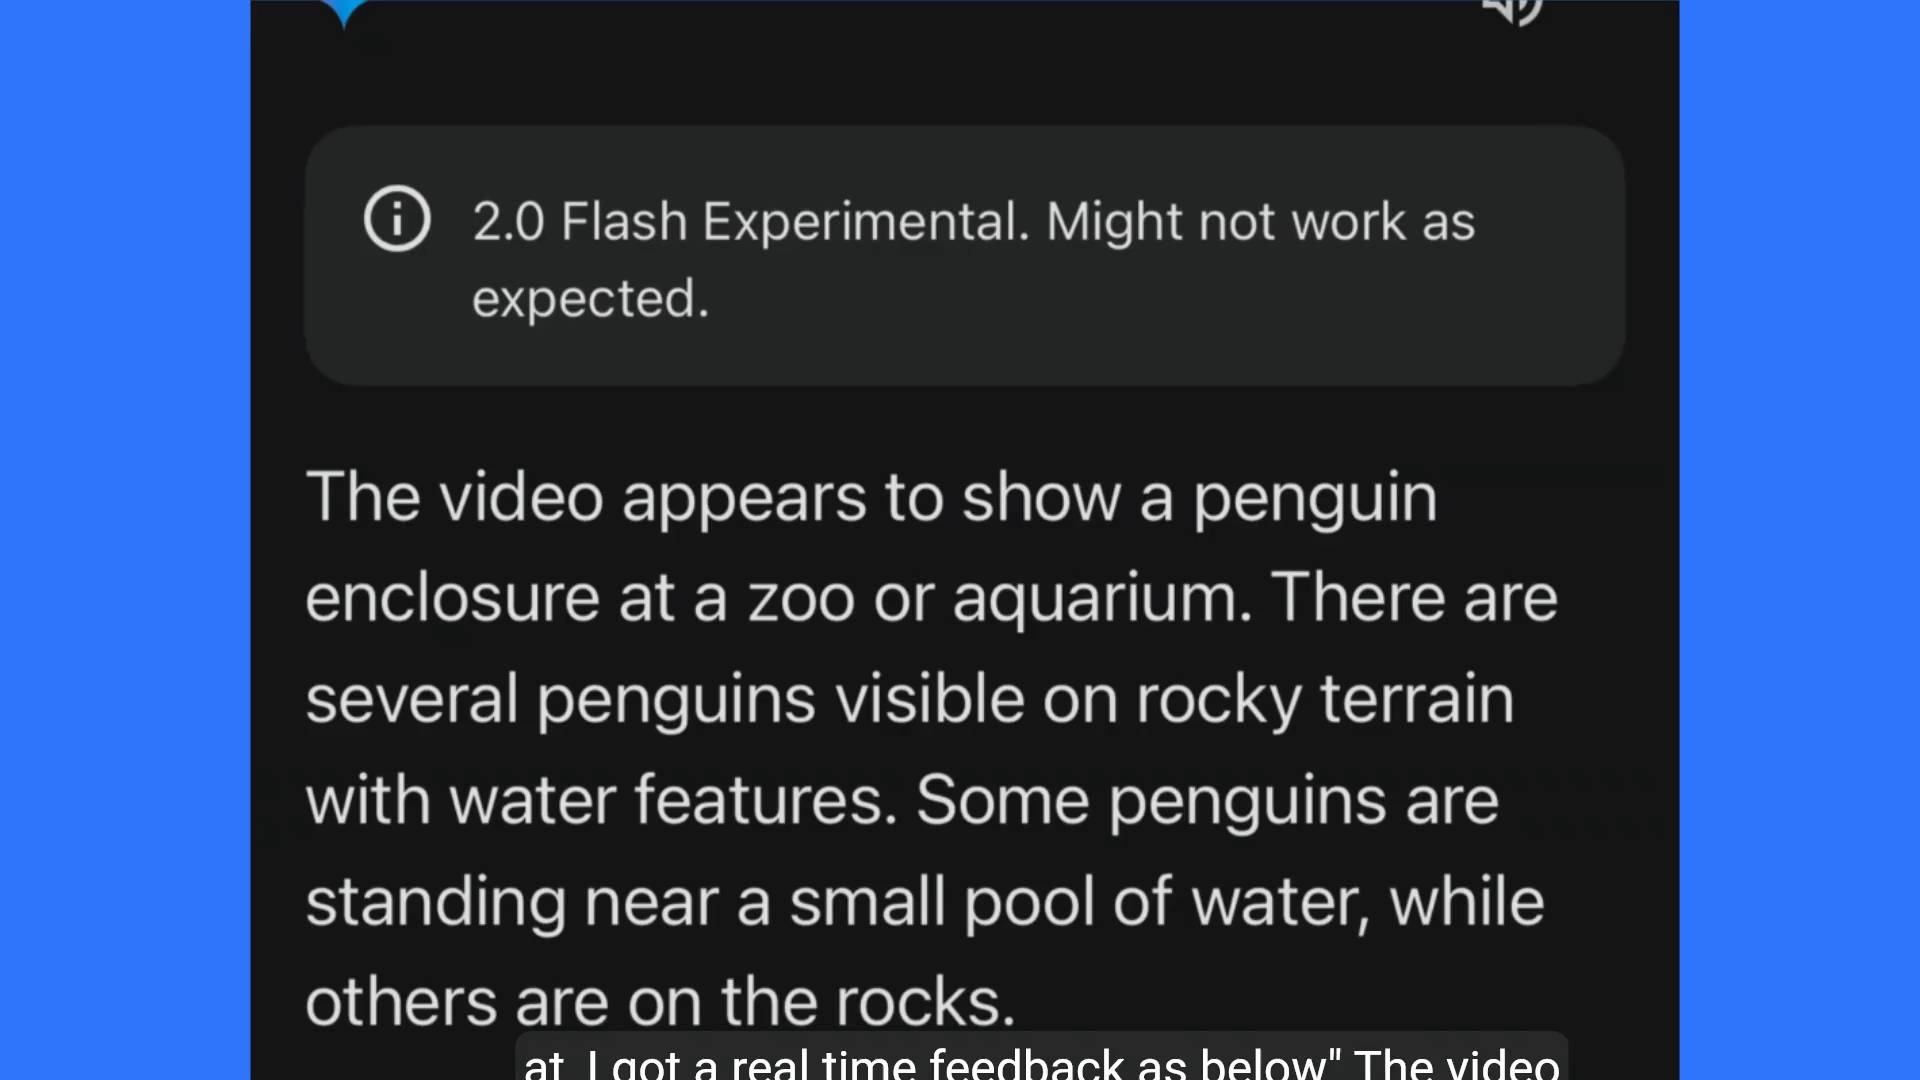 2.0 Flash Experimental. Might not work as
expected.
The video appears to show a penguin
enclosure at a zoo or aquarium. There are
several penguins visible on rocky terrain
with water features. Some penguins are
standing near a small pool of water, while
others are on the rocks.
at, I got a real time feedback as below" The video